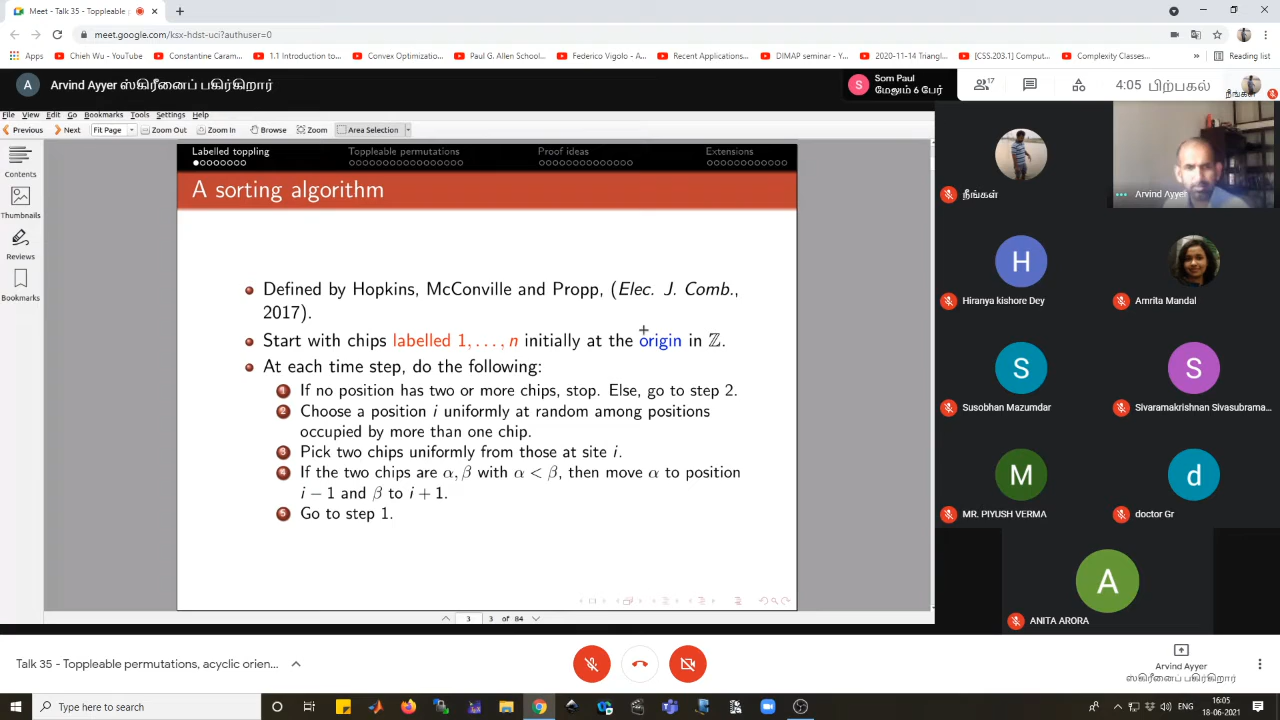 Meet - Talk 35 - Toppleable p
meet.google.com/ksx-hdst-uci?authuser=0
Apps Chieh Wu - YouTube Constantine Caram... 1.1 Introduction to... Convex Optimizatio... Paul G. Allen School... Federico Vigolo - A... Recent Applications... DIMAP seminar - Y... 2020-11-14 Triangl... [CSS.203.1] Comput... Complexity Classes... » Reading list
A Arvind Ayyer ஸ்கிரீனைப் பகிர்கிறார்
S Som Paul
மேலும் 6 பேர்
17
4:05 பிற்பகல்
நீங்கள்
File View Edit Go Bookmarks Tools Settings Help
Previous Next Fit Page Zoom Out Zoom In Browse Zoom Area Selection
Contents
Thumbnails
Reviews
Bookmarks
Labelled toppling Toppleable permutations Proof ideas Extensions
A sorting algorithm
Defined by Hopkins, McConville and Propp, (Elec. J. Comb.,
2017).
Start with chips labelled 1, . . . , n initially at the origin in ℤ.
At each time step, do the following:
1 If no position has two or more chips, stop. Else, go to step 2.
2 Choose a position i uniformly at random among positions
occupied by more than one chip.
3 Pick two chips uniformly from those at site i.
4 If the two chips are α, β with α < β, then move α to position
i − 1 and β to i + 1.
5 Go to step 1.
3 3 of 84
நீங்கள்
Arvind Ayyer
H
Hiranya kishore Dey
Amrita Mandal
S
Susobhan Mazumdar
S
Sivaramakrishnan Sivasubrama...
M
MR. PIYUSH VERMA
d
doctor Gr
A
ANITA ARORA
Talk 35 - Toppleable permutations, acyclic orien...
Arvind Ayyer
ஸ்கிரீனைப் பகிர்கிறார்
Type here to search
16:05
18-06-2021